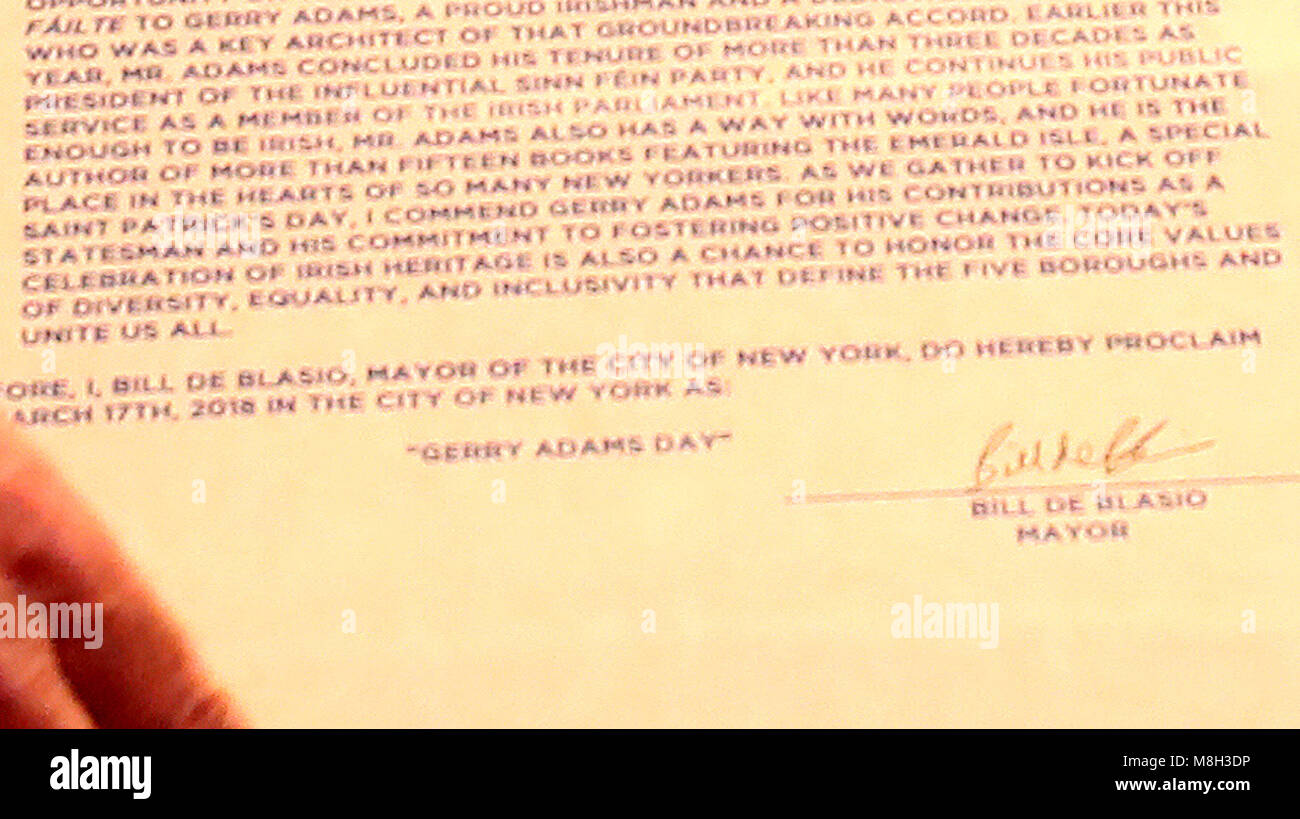 FÁILTE TO GERRY ADAMS, A PROUD IRISHMAN AND A
WHO WAS A KEY ARCHITECT OF THAT GROUNDBREAKING ACCORD. EARLIER THIS
YEAR, MR. ADAMS CONCLUDED HIS TENURE OF MORE THAN THREE DECADES AS
PRESIDENT OF THE INFLUENTIAL SINN FÉIN PARTY, AND HE CONTINUES HIS PUBLIC
SERVICE AS A MEMBER OF THE IRISH PARLIAMENT. LIKE MANY PEOPLE FORTUNATE
ENOUGH TO BE IRISH, MR. ADAMS ALSO HAS A WAY WITH WORDS, AND HE IS THE
AUTHOR OF MORE THAN FIFTEEN BOOKS FEATURING THE EMERALD ISLE, A SPECIAL
PLACE IN THE HEARTS OF SO MANY NEW YORKERS. AS WE GATHER TO KICK OFF
SAINT PATRICK'S DAY, I COMMEND GERRY ADAMS FOR HIS CONTRIBUTIONS AS A
STATESMAN AND HIS COMMITMENT TO FOSTERING POSITIVE CHANGE. TODAY'S
CELEBRATION OF IRISH HERITAGE IS ALSO A CHANCE TO HONOR THE CORE VALUES
OF DIVERSITY, EQUALITY, AND INCLUSIVITY THAT DEFINE THE FIVE BOROUGHS AND
UNITE US ALL.
FORE, I, BILL DE BLASIO, MAYOR OF THE CITY OF NEW YORK, DO HEREBY PROCLAIM
ARCH 17TH, 2018 IN THE CITY OF NEW YORK AS:
"GERRY ADAMS DAY"
Bill de Bl
BILL DE BLASIO
MAYOR
alamy
alamy stock photo
M8H3DP
www.alamy.com